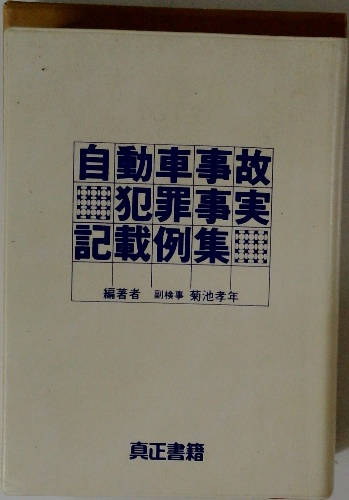 自動車事故
犯罪事実
記載例集
編著者 副検事 菊池孝年
真正書籍